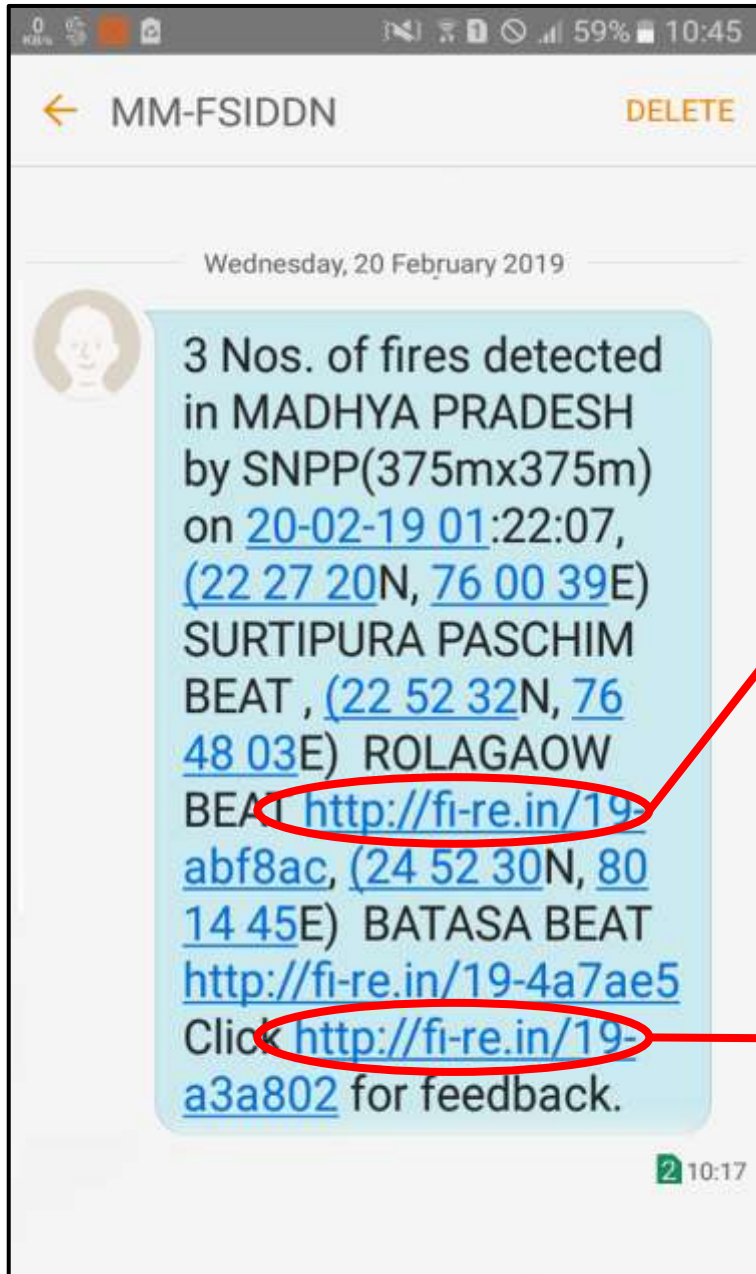 0
KB/s
1 59% 10:45
MM-FSIDDN DELETE
Wednesday, 20 February 2019
3 Nos. of fires detected
in MADHYA PRADESH
by SNPP(375mx375m)
on 20-02-19 01:22:07,
(22 27 20N, 76 00 39E)
SURTIPURA PASCHIM
BEAT , (22 52 32N, 76
48 03E) ROLAGAOW
BEAT http://fi-re.in/19-
abf8ac, (24 52 30N, 80
14 45E) BATASA BEAT
http://fi-re.in/19-4a7ae5
Click http://fi-re.in/19-
a3a802 for feedback.
2 10:17